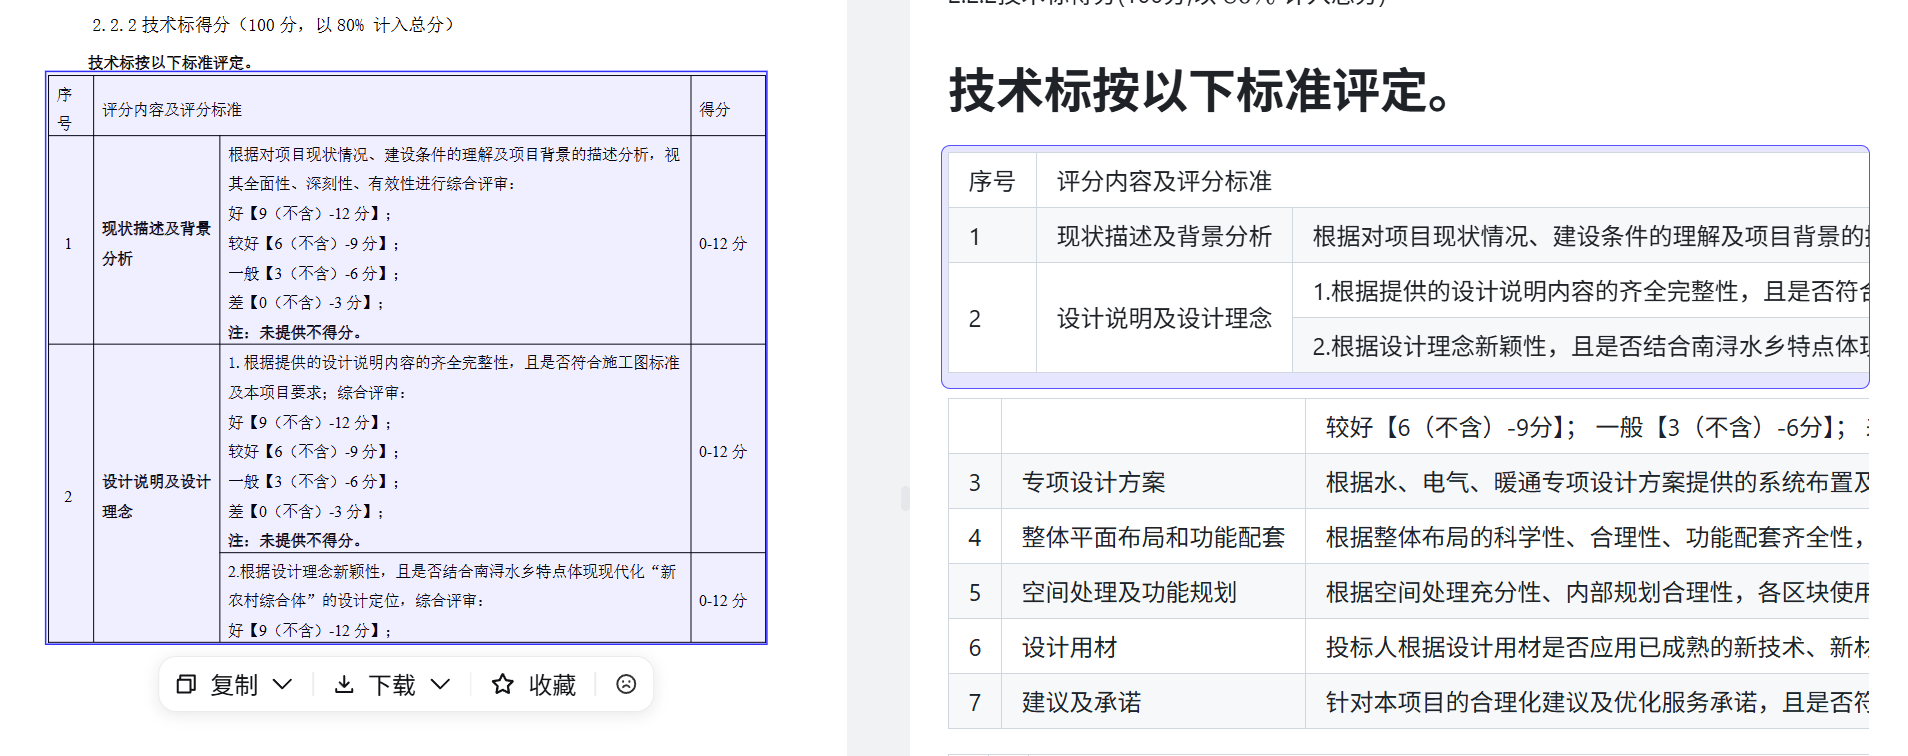 2.2.2 技术标得分（100 分，以 80% 计入总分）
技术标按以下标准评定。
序号 评分内容及评分标准 得分
1 现状描述及背景分析
根据对项目现状情况、建设条件的理解及项目背景的描述分析，视
其全面性、深刻性、有效性进行综合评审：
好【9（不含）-12 分】；
较好【6（不含）-9 分】；
一般【3（不含）-6 分】；
差【0（不含）-3 分】；
注：未提供不得分。
0-12 分
2 设计说明及设计理念
1. 根据提供的设计说明内容的齐全完整性，且是否符合施工图标准
及本项目要求；综合评审：
好【9（不含）-12 分】；
较好【6（不含）-9 分】；
一般【3（不含）-6 分】；
差【0（不含）-3 分】；
注：未提供不得分。
0-12 分
2.根据设计理念新颖性，且是否结合南浔水乡特点体现现代化“新
农村综合体”的设计定位，综合评审：
好【9（不含）-12 分】；
0-12 分
复制 下载 收藏
技术标按以下标准评定。
序号 评分内容及评分标准
1 现状描述及背景分析 根据对项目现状情况、建设条件的理解及项目背景的
2 设计说明及设计理念
1.根据提供的设计说明内容的齐全完整性，且是否符
2.根据设计理念新颖性，且是否结合南浔水乡特点体
较好【6（不含）-9分】； 一般【3（不含）-6分】；
3 专项设计方案 根据水、电气、暖通专项设计方案提供的系统布置及
4 整体平面布局和功能配套 根据整体布局的科学性、合理性、功能配套齐全性，
5 空间处理及功能规划 根据空间处理充分性、内部规划合理性，各区块使用
6 设计用材 投标人根据设计用材是否应用已成熟的新技术、新
7 建议及承诺 针对本项目的合理化建议及优化服务承诺，且是否